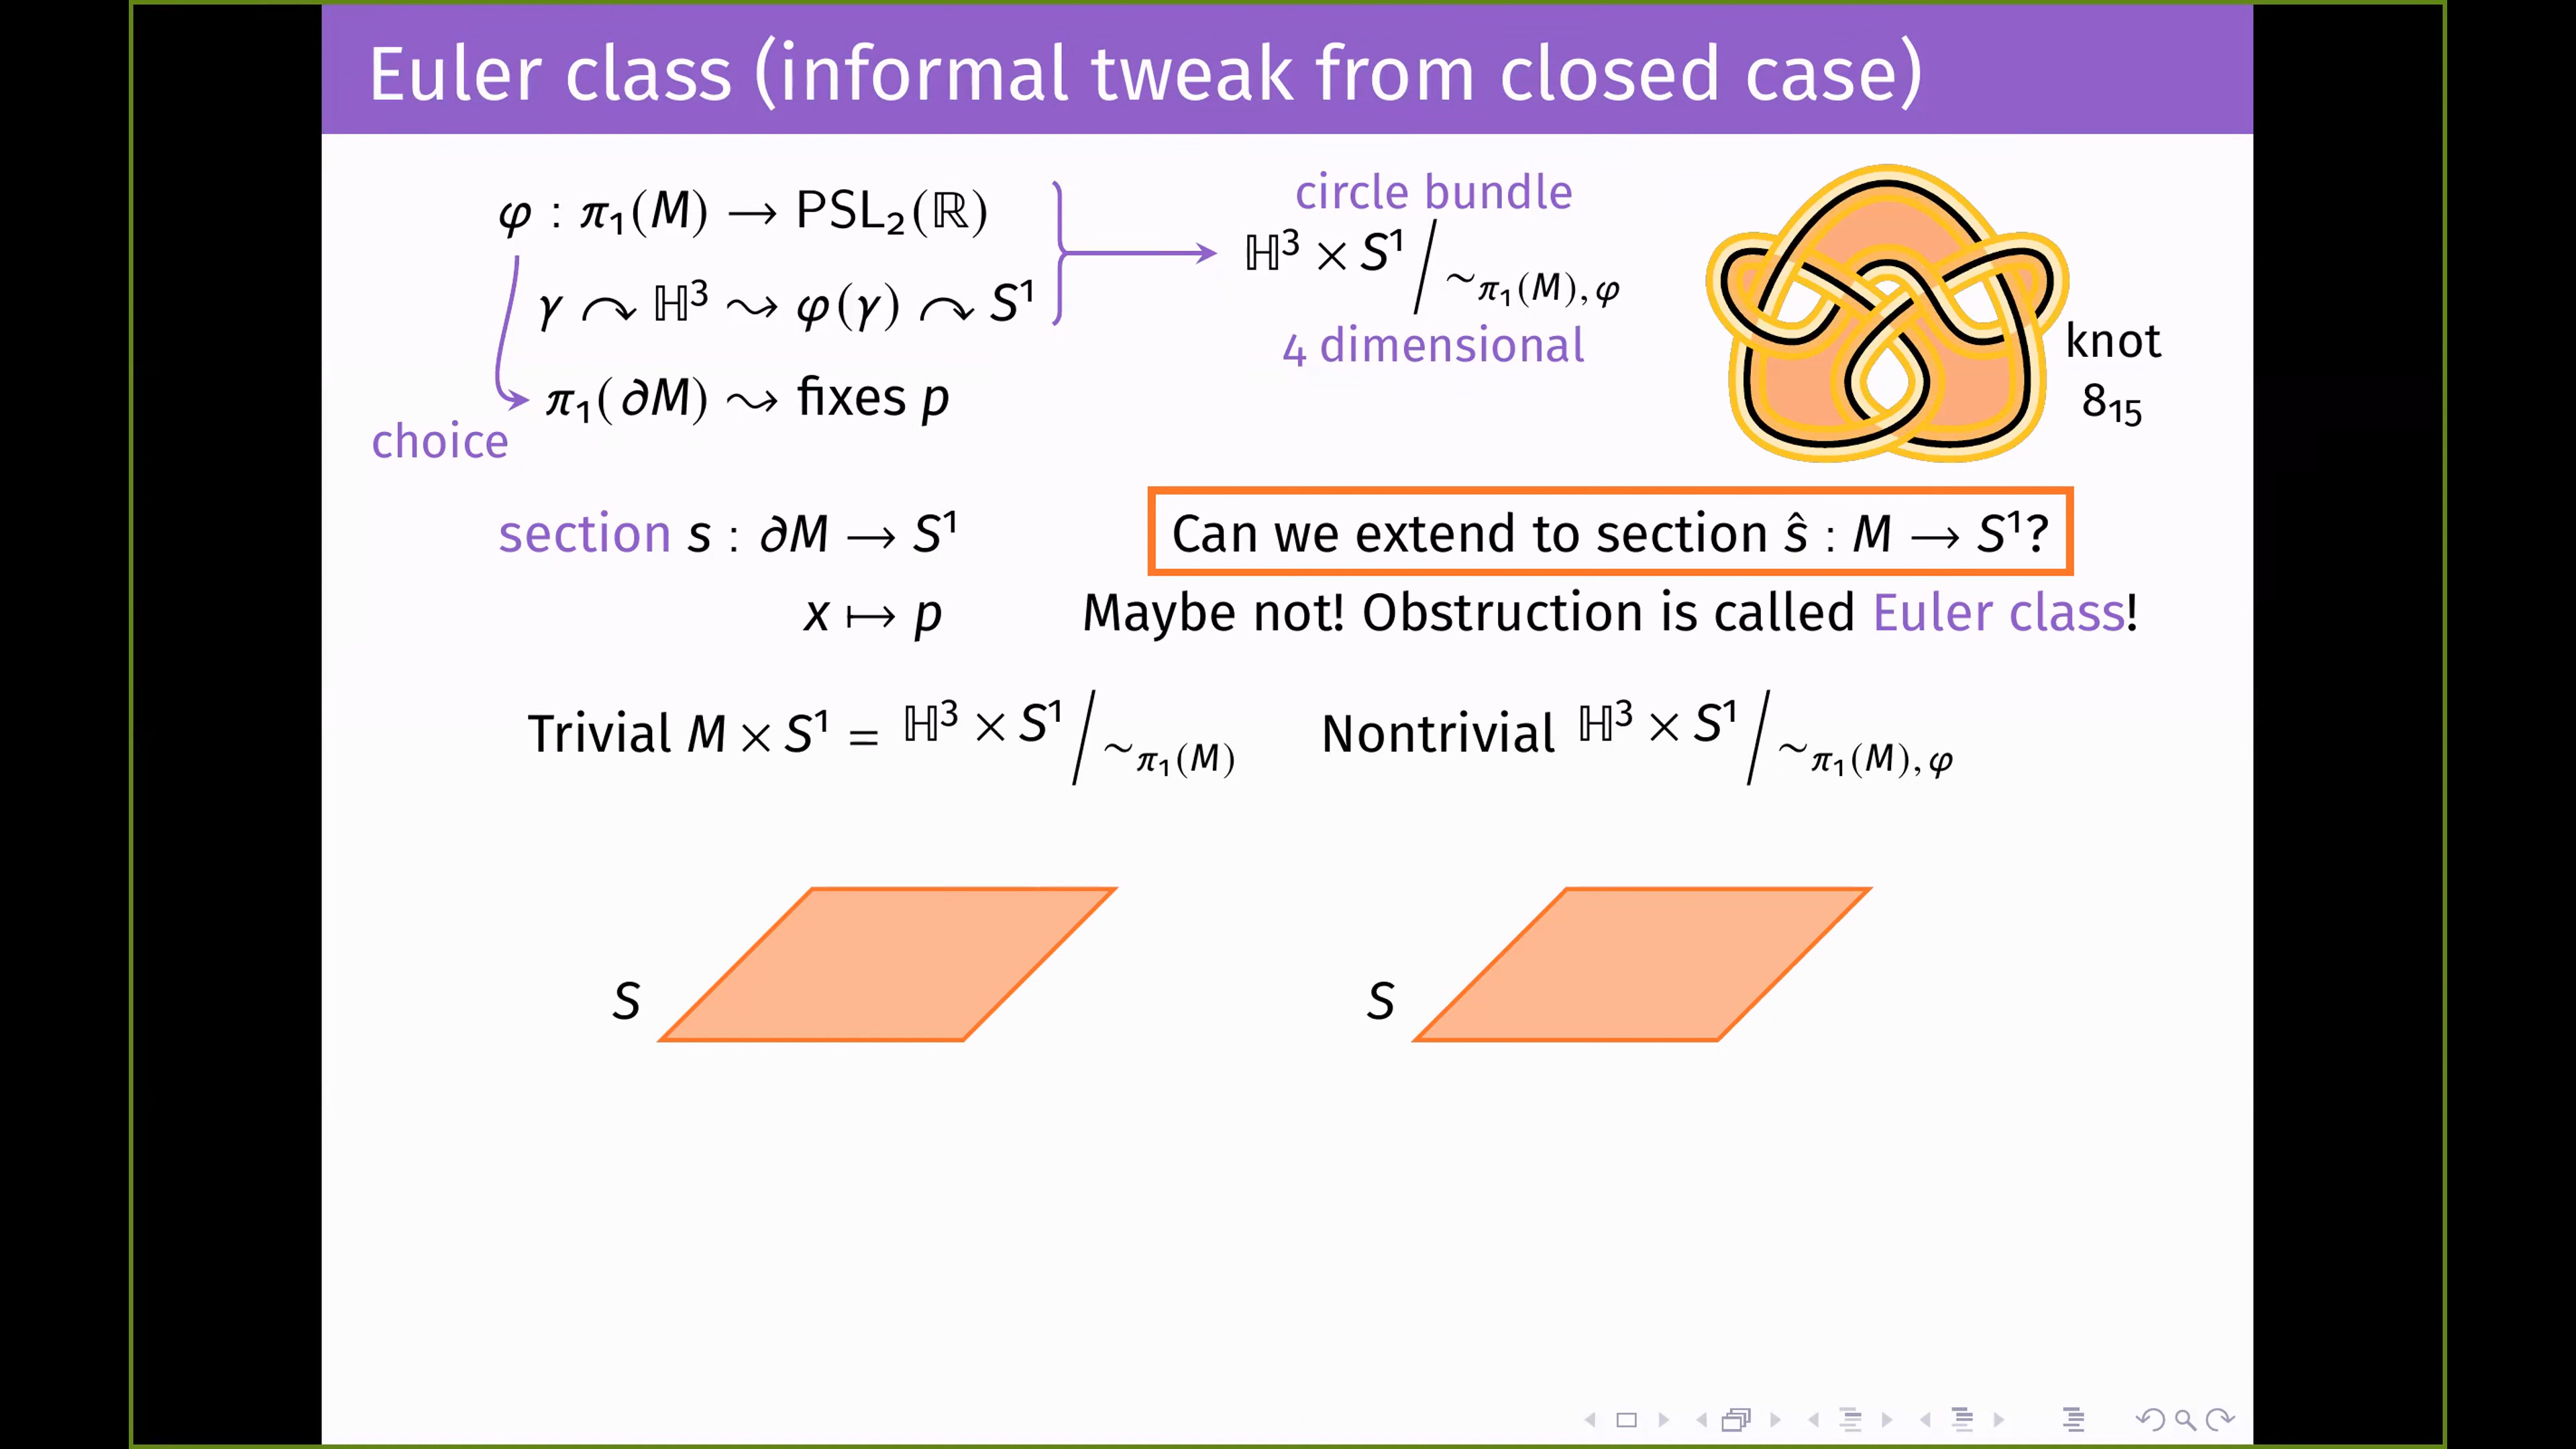 Euler class (informal tweak from closed case)
φ : π₁(M) → PSL₂(ℝ)
γ ↷ ℍ³ ⇝ φ(γ) ↷ S¹
π₁(∂M) ⇝ fixes p
choice
circle bundle
ℍ³ × S¹ / ~π₁(M),φ
4 dimensional
knot
8₁₅
section s : ∂M → S¹
x ↦ p
Can we extend to section ŝ : M → S¹?
Maybe not! Obstruction is called Euler class!
Trivial M × S¹ = ℍ³ × S¹ / ~π₁(M)
Nontrivial ℍ³ × S¹ / ~π₁(M),φ
S
S